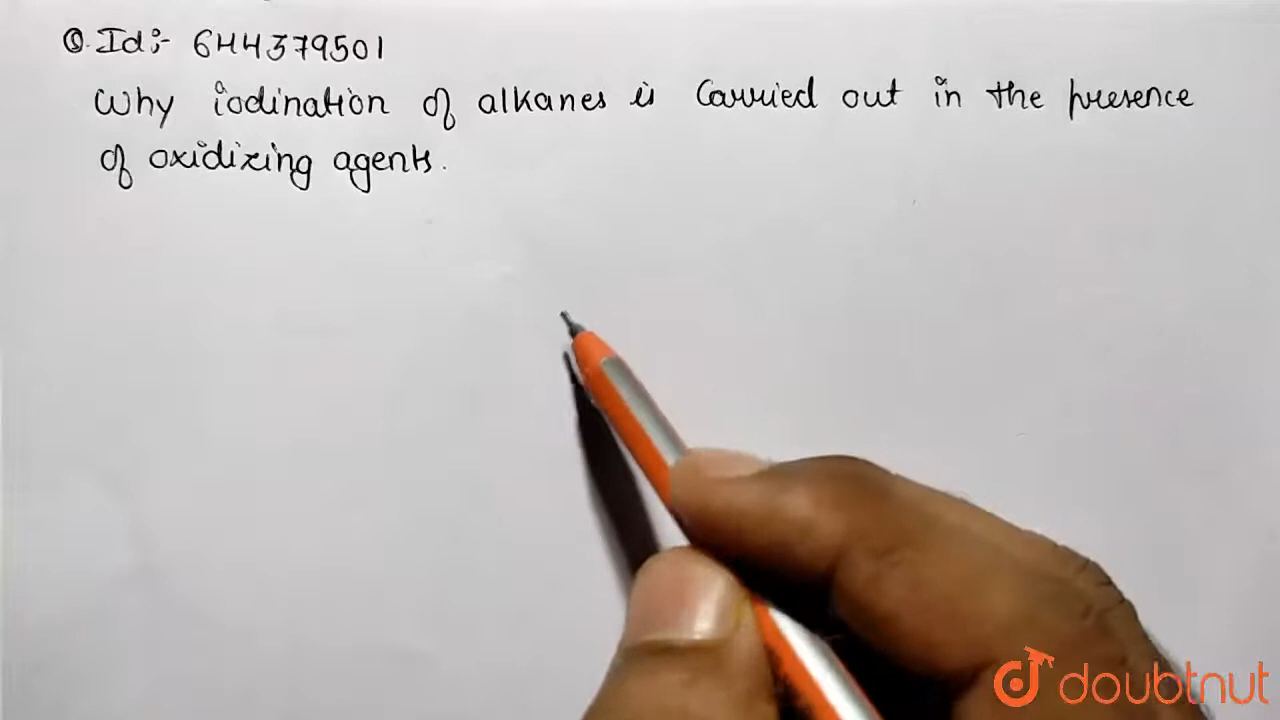 Q. Id:- 644379501
Why iodination of alkanes is carried out in the presence
of oxidizing agents.
doubtnut